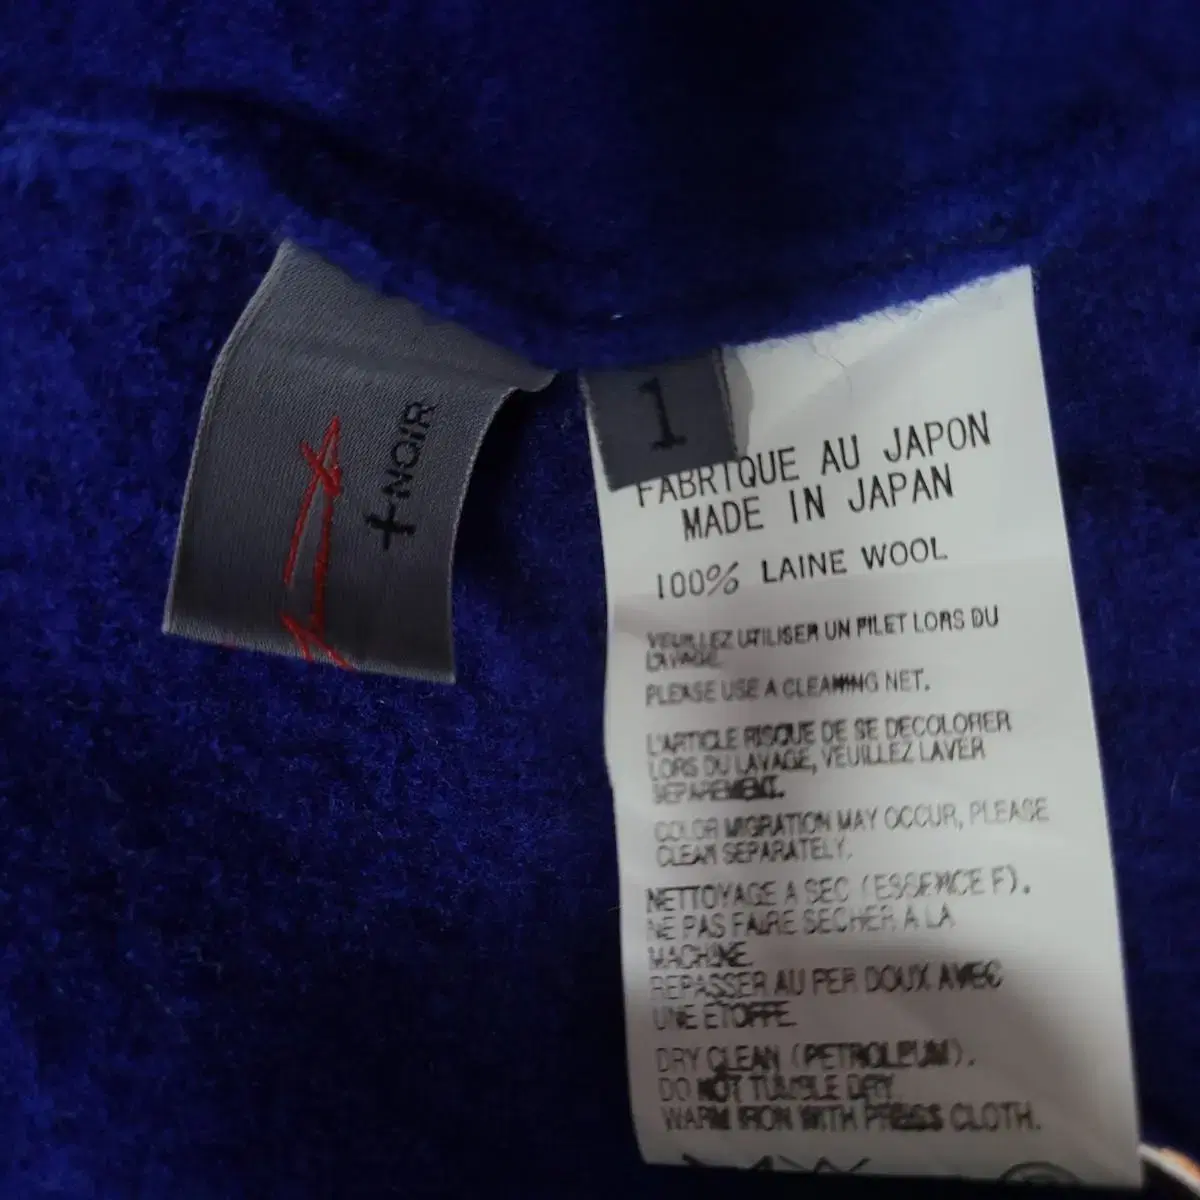 +NOIR
1
FABRIQUE AU JAPON
MADE IN JAPAN
100% LAINE WOOL
VEUILLEZ UTILISER UN FILET LORS DU
LAVAGE.
PLEASE USE A CLEANING NET.
L'ARTICLE RISQUE DE SE DECOLORER
LORS DU LAVAGE, VEUILLEZ LAVER
SEPAREMENT.
COLOR MIGRATION MAY OCCUR, PLEASE
CLEAN SEPARATELY.
NETTOYAGE A SEC (ESSENCE F).
NE PAS FAIRE SECHER A LA
MACHINE.
REPASSER AU FER DOUX AVEC
UNE ETOFFE.
DRY CLEAN (PETROLEUM).
DO NOT TUMBLE DRY.
WARM IRON WITH PRESS CLOTH.